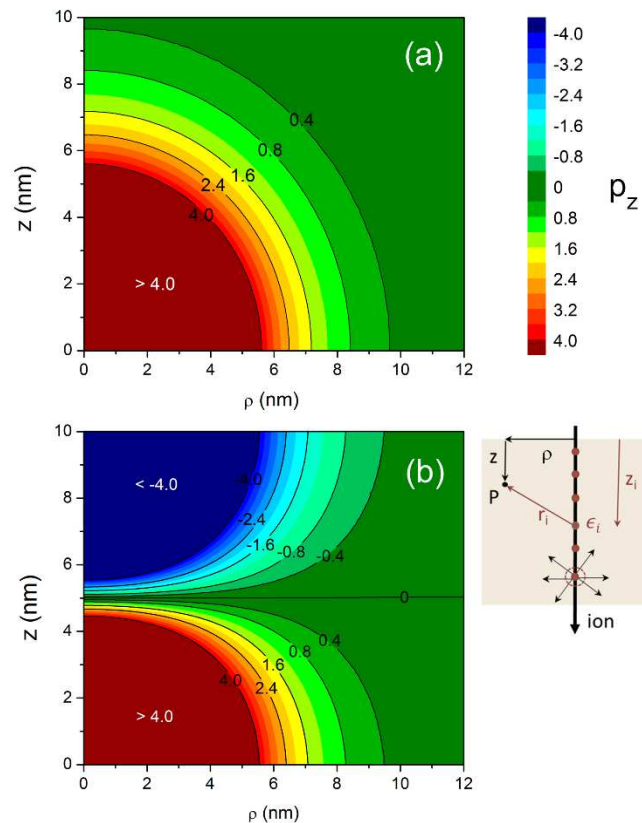 (a)
10
8
6
4
2
0
z (nm)
0.4
0.8
1.6
2.4
4.0
> 4.0
0 2 4 6 8 10 12
ρ (nm)
-4.0
-3.2
-2.4
-1.6
-0.8
0
0.8
1.6
2.4
3.2
4.0
p_z
(b)
10
8
6
4
2
0
z (nm)
< -4.0
-4.0
-2.4
-1.6
-0.8
-0.4
0
0.4
0.8
1.6
2.4
4.0
> 4.0
0 2 4 6 8 10 12
ρ (nm)
z
ρ
z_i
P
r_i
ϵ_i
ion